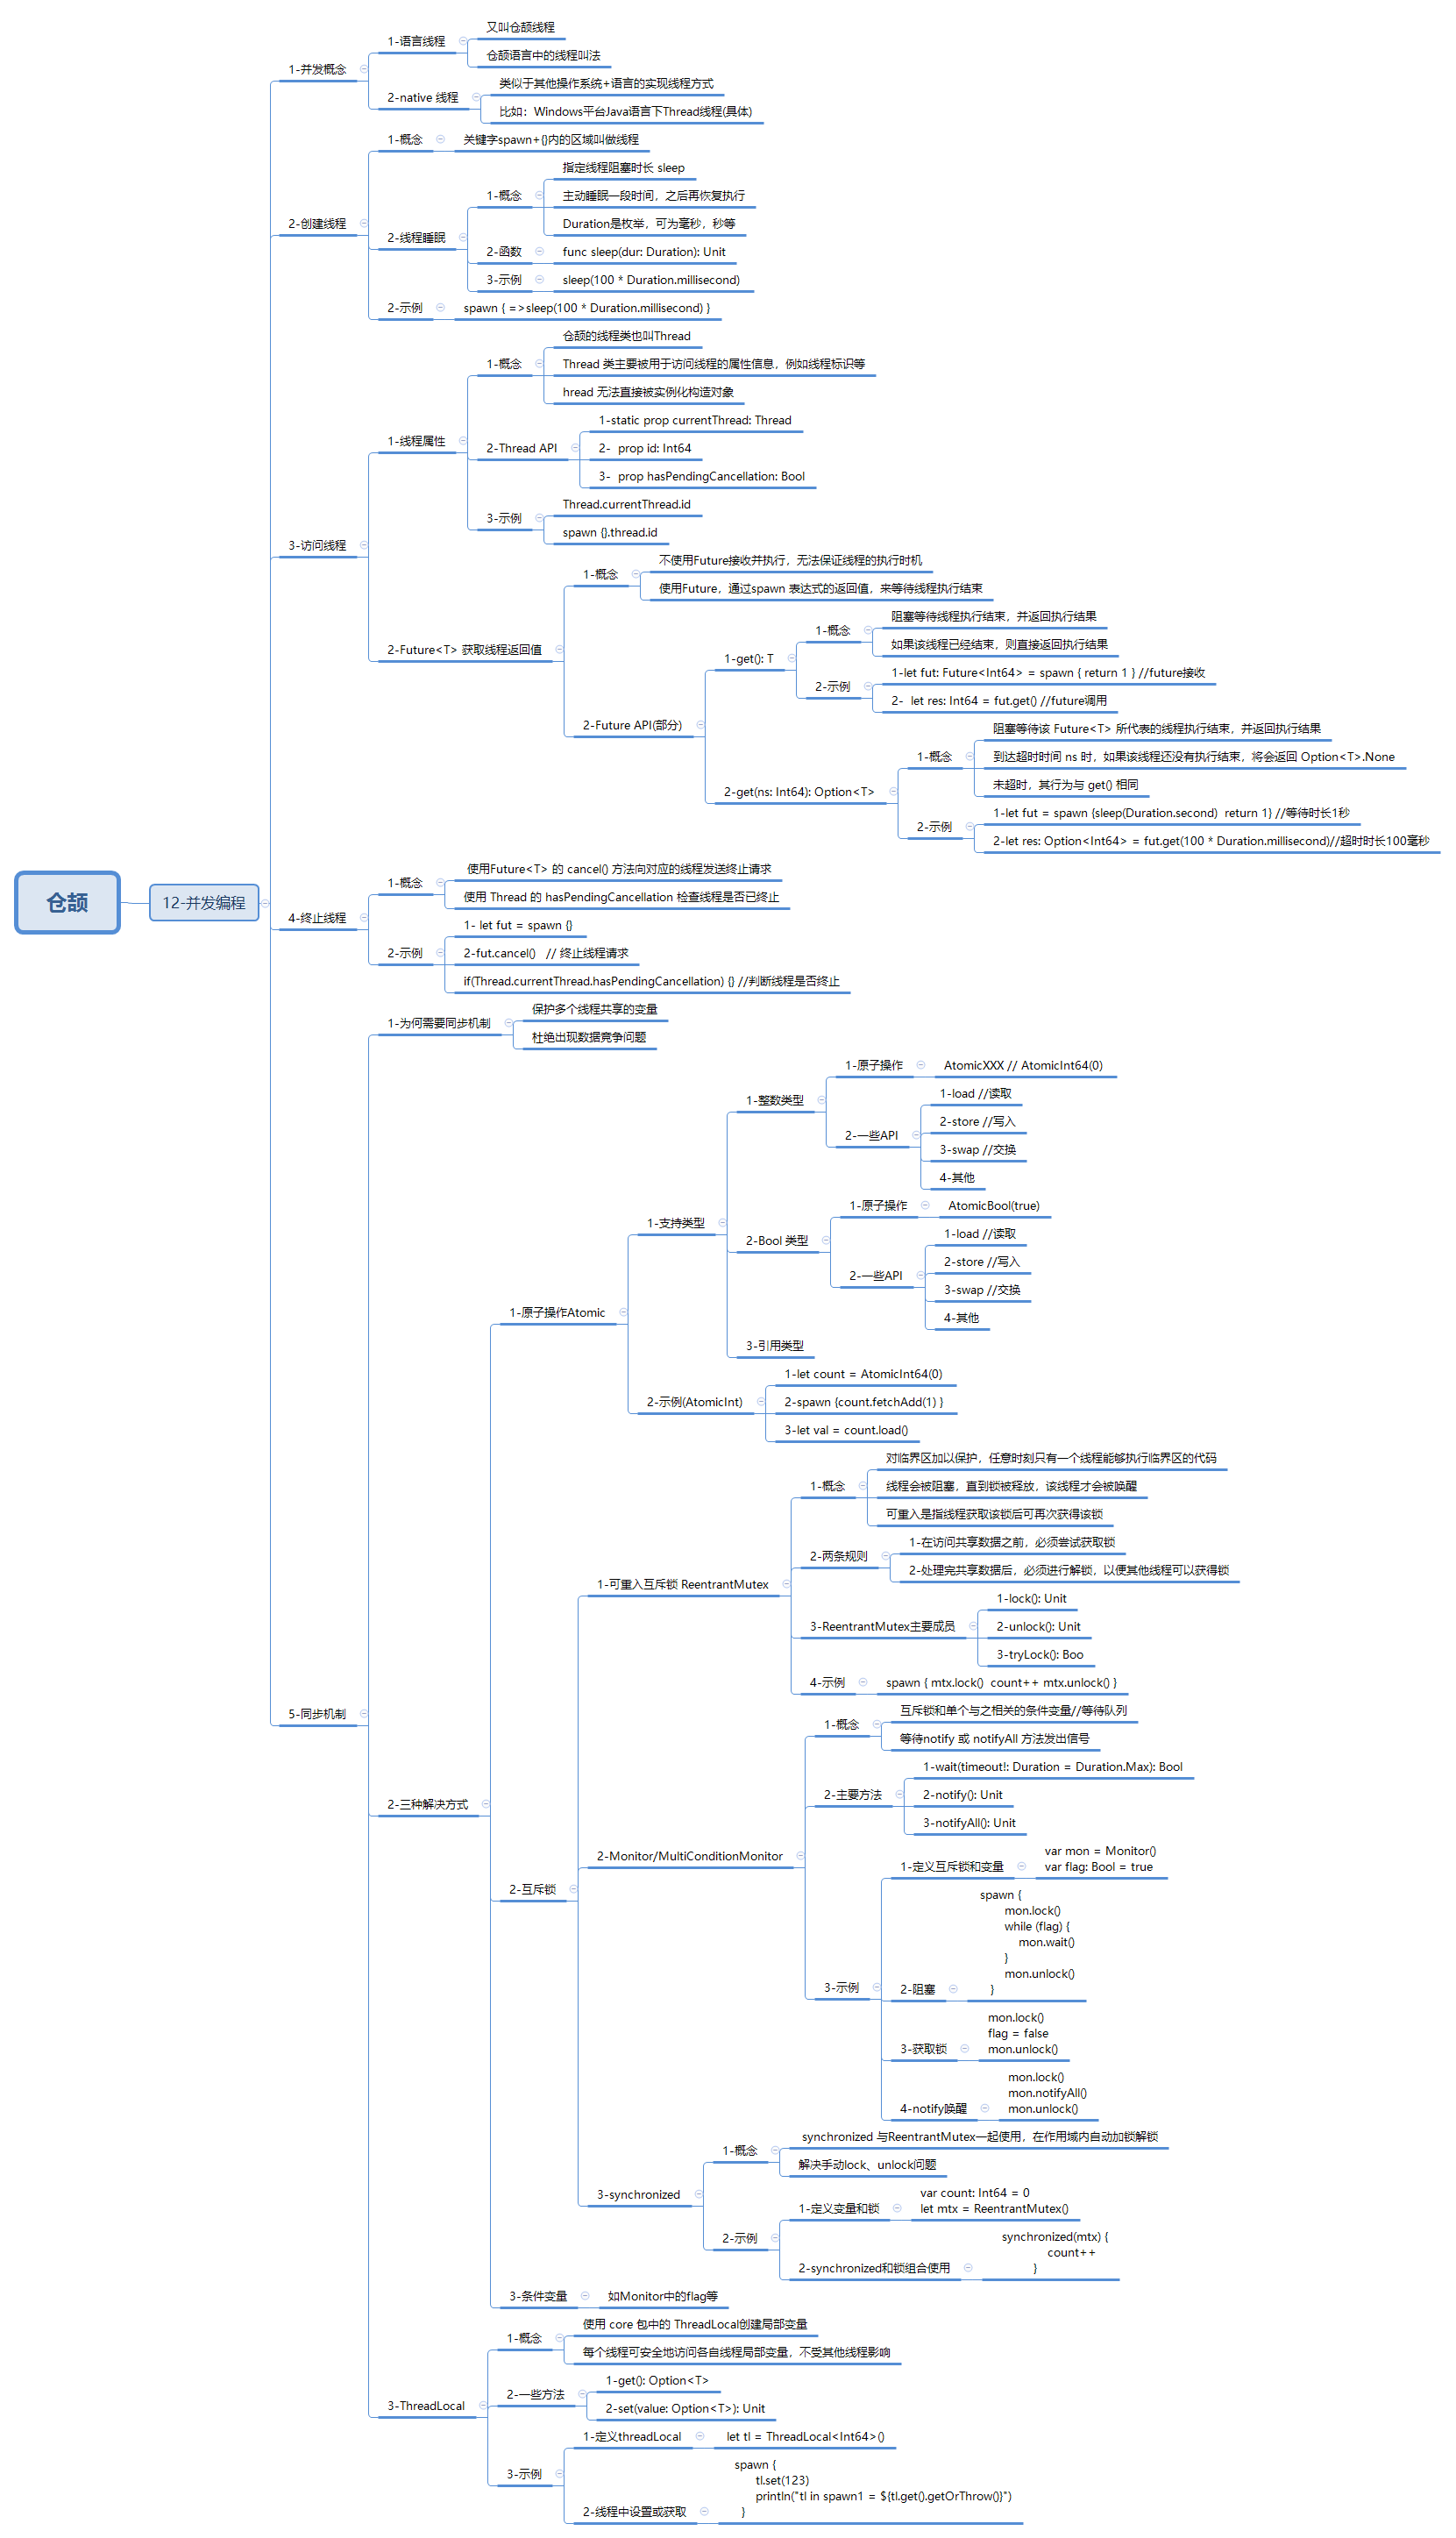 仓颉
12-并发编程
1-并发概念
1-语言线程
又叫仓颉线程
仓颉语言中的线程叫法
2-native 线程
类似于其他操作系统+语言的实现线程方式
比如：Windows平台Java语言下Thread线程(具体)
2-创建线程
1-概念
关键字spawn+{}内的区域叫做线程
2-线程睡眠
1-概念
指定线程阻塞时长 sleep
主动睡眠一段时间，之后再恢复执行
Duration是枚举，可为毫秒，秒等
2-函数
func sleep(dur: Duration): Unit
3-示例
sleep(100 * Duration.millisecond)
2-示例
spawn { =>sleep(100 * Duration.millisecond) }
3-访问线程
1-线程属性
1-概念
仓颉的线程类也叫Thread
Thread 类主要被用于访问线程的属性信息，例如线程标识等
hread 无法直接被实例化构造对象
2-Thread API
1-static prop currentThread: Thread
2-  prop id: Int64
3-  prop hasPendingCancellation: Bool
3-示例
Thread.currentThread.id
spawn {}.thread.id
2-Future<T> 获取线程返回值
1-概念
不使用Future接收并执行，无法保证线程的执行时机
使用Future，通过spawn 表达式的返回值，来等待线程执行结束
2-Future API(部分)
1-get(): T
1-概念
阻塞等待线程执行结束，并返回执行结果
如果该线程已经结束，则直接返回执行结果
2-示例
1-let fut: Future<Int64> = spawn { return 1 } //future接收
2-  let res: Int64 = fut.get() //future调用
2-get(ns: Int64): Option<T>
1-概念
阻塞等待该 Future<T> 所代表的线程执行结束，并返回执行结果
到达超时时间 ns 时，如果该线程还没有执行结束，将会返回 Option<T>.None
未超时，其行为与 get() 相同
2-示例
1-let fut = spawn {sleep(Duration.second)  return 1} //等待时长1秒
2-let res: Option<Int64> = fut.get(100 * Duration.millisecond)//超时时长100毫秒
4-终止线程
1-概念
使用Future<T> 的 cancel() 方法向对应的线程发送终止请求
使用 Thread 的 hasPendingCancellation 检查线程是否已终止
2-示例
1- let fut = spawn {}
2-fut.cancel()   // 终止线程请求
if(Thread.currentThread.hasPendingCancellation) {} //判断线程是否终止
5-同步机制
1-为何需要同步机制
保护多个线程共享的变量
杜绝出现数据竞争问题
2-三种解决方式
1-原子操作Atomic
1-支持类型
1-整数类型
1-原子操作
AtomicXXX // AtomicInt64(0)
2-一些API
1-load //读取
2-store //写入
3-swap //交换
4-其他
2-Bool 类型
1-原子操作
AtomicBool(true)
2-一些API
1-load //读取
2-store //写入
3-swap //交换
4-其他
3-引用类型
2-示例(AtomicInt)
1-let count = AtomicInt64(0)
2-spawn {count.fetchAdd(1) }
3-let val = count.load()
2-互斥锁
1-可重入互斥锁 ReentrantMutex
1-概念
对临界区加以保护，任意时刻只有一个线程能够执行临界区的代码
线程会被阻塞，直到锁被释放，该线程才会被唤醒
可重入是指线程获取该锁后可再次获得该锁
2-两条规则
1-在访问共享数据之前，必须尝试获取锁
2-处理完共享数据后，必须进行解锁，以便其他线程可以获得锁
3-ReentrantMutex主要成员
1-lock(): Unit
2-unlock(): Unit
3-tryLock(): Boo
4-示例
spawn { mtx.lock()  count++ mtx.unlock() }
2-Monitor/MultiConditionMonitor
1-概念
互斥锁和单个与之相关的条件变量//等待队列
等待notify 或 notifyAll 方法发出信号
2-主要方法
1-wait(timeout!: Duration = Duration.Max): Bool
2-notify(): Unit
3-notifyAll(): Unit
3-示例
1-定义互斥锁和变量
var mon = Monitor()
var flag: Bool = true
2-阻塞
spawn {
mon.lock()
while (flag) {
mon.wait()
}
mon.unlock()
}
3-获取锁
mon.lock()
flag = false
mon.unlock()
4-notify唤醒
mon.lock()
mon.notifyAll()
mon.unlock()
3-synchronized
1-概念
synchronized 与ReentrantMutex一起使用，在作用域内自动加锁解锁
解决手动lock、unlock问题
2-示例
1-定义变量和锁
var count: Int64 = 0
let mtx = ReentrantMutex()
2-synchronized和锁组合使用
synchronized(mtx) {
count++
}
3-条件变量
如Monitor中的flag等
3-ThreadLocal
1-概念
使用 core 包中的 ThreadLocal创建局部变量
每个线程可安全地访问各自线程局部变量，不受其他线程影响
2-一些方法
1-get(): Option<T>
2-set(value: Option<T>): Unit
3-示例
1-定义threadLocal
let tl = ThreadLocal<Int64>()
2-线程中设置或获取
spawn {
tl.set(123)
println("tl in spawn1 = ${tl.get().getOrThrow()}")
}